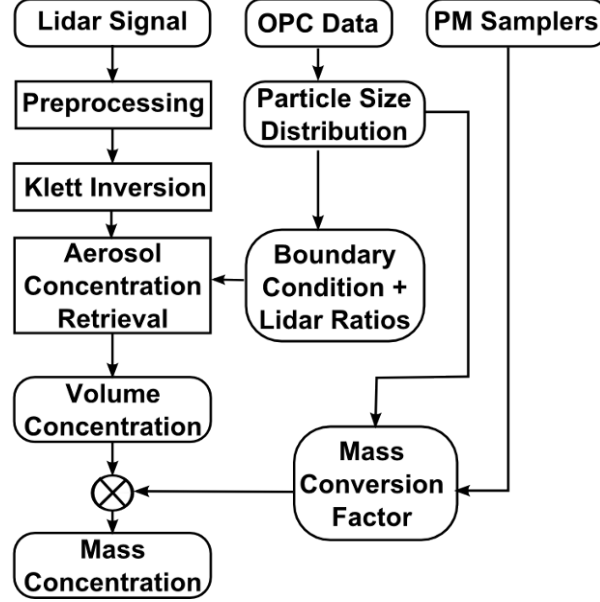 Lidar Signal
OPC Data
PM Samplers
Preprocessing
Particle Size
Distribution
Klett Inversion
Aerosol
Concentration
Retrieval
Boundary
Condition +
Lidar Ratios
Volume
Concentration
Mass
Conversion
Factor
Mass
Concentration